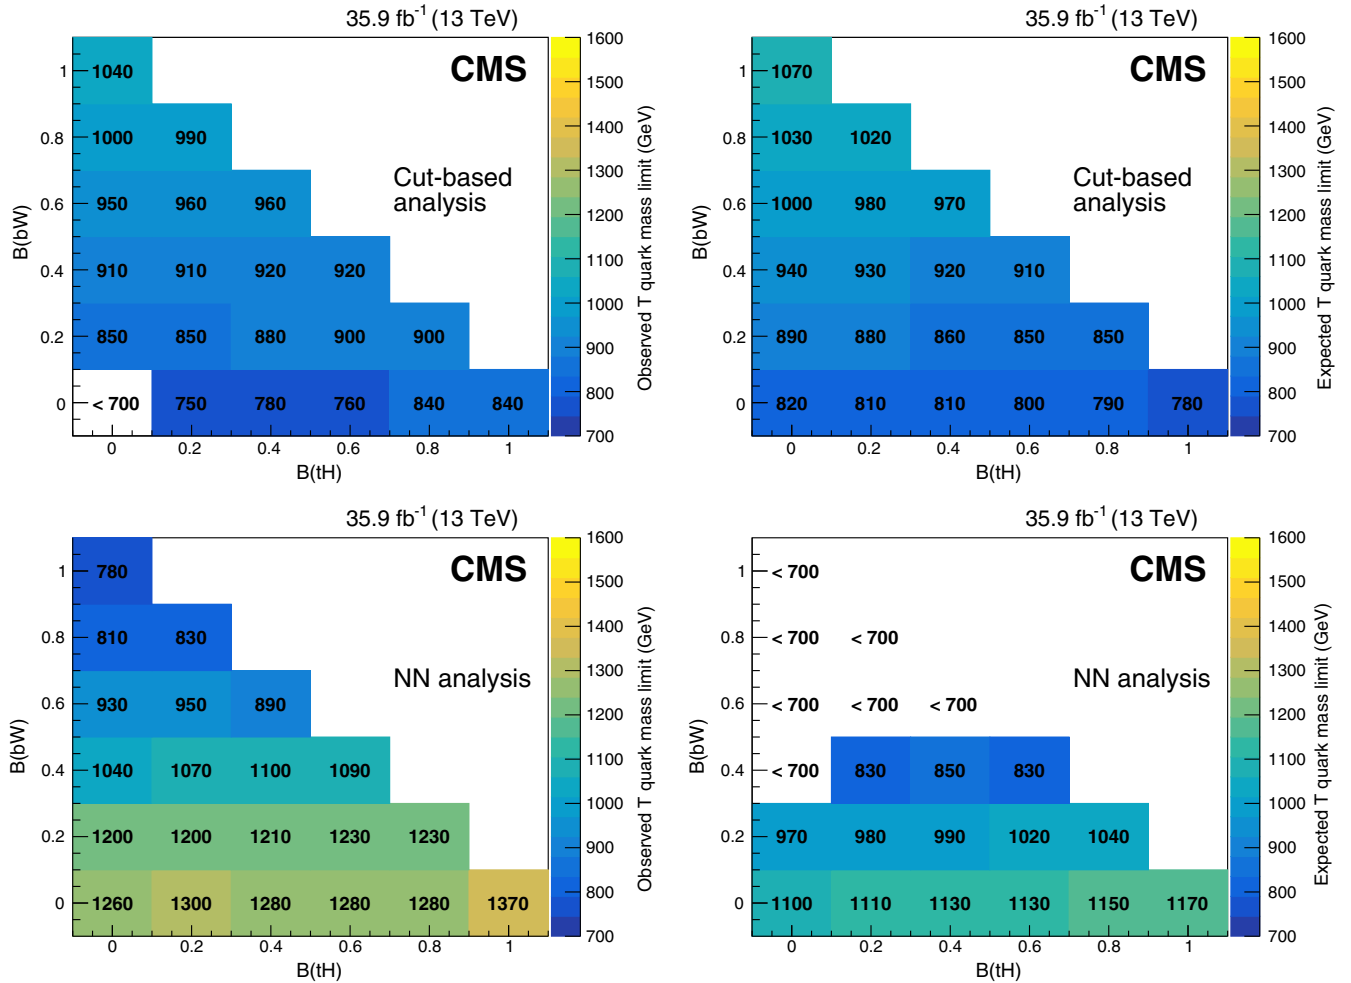 35.9 fb⁻¹ (13 TeV)
CMS
Cut-based
analysis
1 1040
0.8 1000 990
0.6 950 960 960
0.4 910 910 920 920
0.2 850 850 880 900 900
0 < 700 750 780 760 840 840
0 0.2 0.4 0.6 0.8 1
B(tH)
B(bW)
1600
1500
1400
1300
1200
1100
1000
900
800
700
Observed T quark mass limit (GeV)
35.9 fb⁻¹ (13 TeV)
CMS
Cut-based
analysis
1 1070
0.8 1030 1020
0.6 1000 980 970
0.4 940 930 920 910
0.2 890 880 860 850 850
0 820 810 810 800 790 780
0 0.2 0.4 0.6 0.8 1
B(tH)
B(bW)
1600
1500
1400
1300
1200
1100
1000
900
800
700
Expected T quark mass limit (GeV)
35.9 fb⁻¹ (13 TeV)
CMS
NN analysis
1 780
0.8 810 830
0.6 930 950 890
0.4 1040 1070 1100 1090
0.2 1200 1200 1210 1230 1230
0 1260 1300 1280 1280 1280 1370
0 0.2 0.4 0.6 0.8 1
B(tH)
B(bW)
1600
1500
1400
1300
1200
1100
1000
900
800
700
Observed T quark mass limit (GeV)
35.9 fb⁻¹ (13 TeV)
CMS
NN analysis
1 < 700
0.8 < 700 < 700
0.6 < 700 < 700 < 700
0.4 < 700 830 850 830
0.2 970 980 990 1020 1040
0 1100 1110 1130 1130 1150 1170
0 0.2 0.4 0.6 0.8 1
B(tH)
B(bW)
1600
1500
1400
1300
1200
1100
1000
900
800
700
Expected T quark mass limit (GeV)